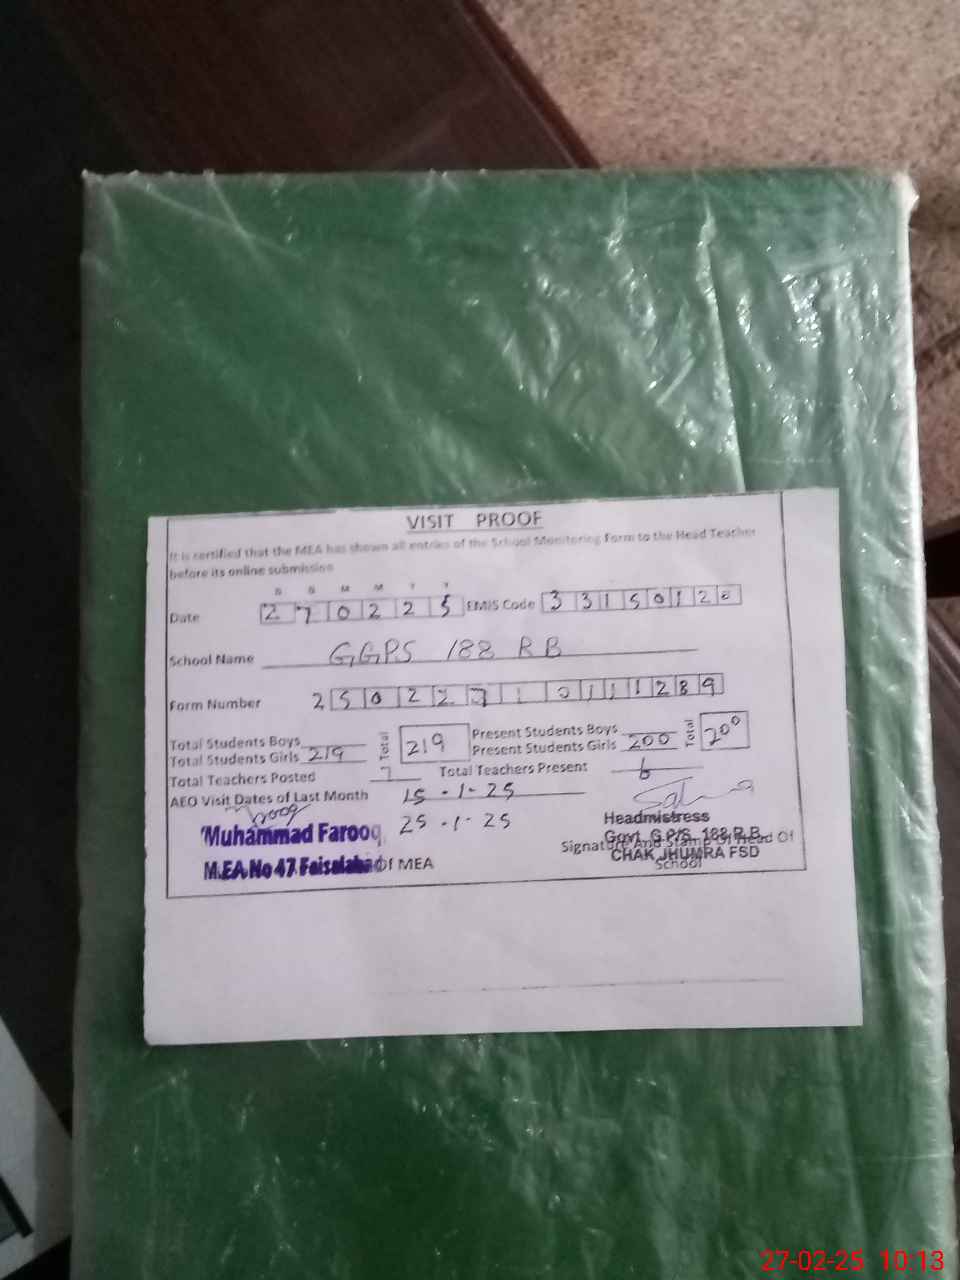 VISIT PROOF
It is certified that the MEA has shown all entries of the School Monitoring Form to the Head Teacher
before its online submission
D D M M Y Y
Date 2 7 0 2 2 5 EMIS Code 3 3 1 5 0 1 2 8
School Name GGPS 188 RB
Form Number 2 5 0 2 2 7 1 0 1 1 1 2 8 9
Total Students Boys Total 219 Present Students Boys Total 200
Total Students Girls 219 Present Students Girls 200
Total Teachers Posted 7 Total Teachers Present 6
AEO Visit Dates of Last Month 15-1-25
25-1-25
Muhammad Farooq
M.EA No 47 Faisalabad Of MEA
Headmistress
Govt. G.P/S. 188 R.B.
Signature And Stamp Of Head Of
CHAK JHUMRA FSD
School
27-02-25 10:13